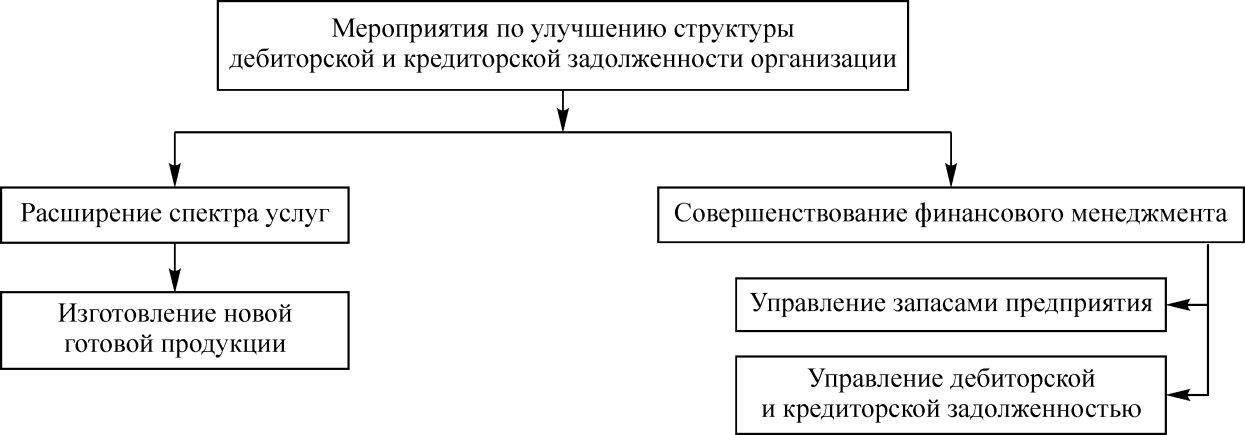 Мероприятия по улучшению структуры
дебиторской и кредиторской задолженности организации
Расширение спектра услуг
Совершенствование финансового менеджмента
Изготовление новой
готовой продукции
Управление запасами предприятия
Управление дебиторской
и кредиторской задолженностью